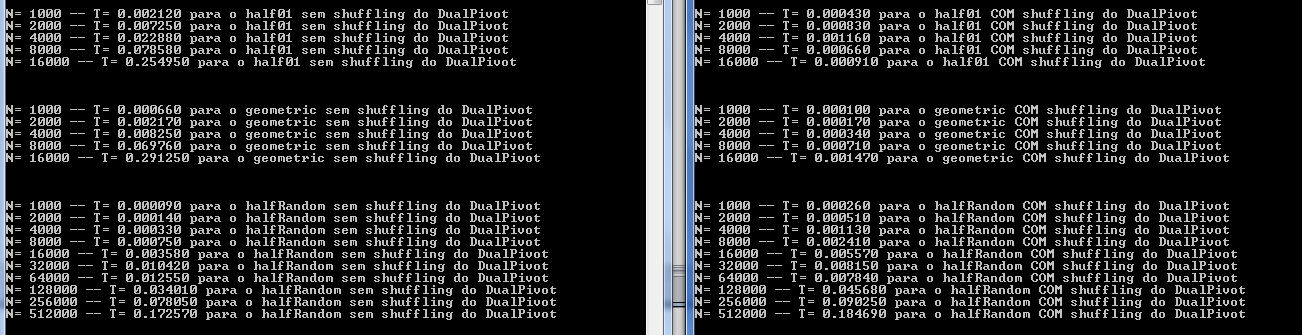 N= 1000 -- T= 0.002120 para o half01 sem shuffling do DualPivot
N= 2000 -- T= 0.007250 para o half01 sem shuffling do DualPivot
N= 4000 -- T= 0.022880 para o half01 sem shuffling do DualPivot
N= 8000 -- T= 0.078580 para o half01 sem shuffling do DualPivot
N= 16000 -- T= 0.254950 para o half01 sem shuffling do DualPivot
N= 1000 -- T= 0.000660 para o geometric sem shuffling do DualPivot
N= 2000 -- T= 0.002170 para o geometric sem shuffling do DualPivot
N= 4000 -- T= 0.008250 para o geometric sem shuffling do DualPivot
N= 8000 -- T= 0.069760 para o geometric sem shuffling do DualPivot
N= 16000 -- T= 0.291250 para o geometric sem shuffling do DualPivot
N= 1000 -- T= 0.000090 para o halfRandom sem shuffling do DualPivot
N= 2000 -- T= 0.000140 para o halfRandom sem shuffling do DualPivot
N= 4000 -- T= 0.000330 para o halfRandom sem shuffling do DualPivot
N= 8000 -- T= 0.000750 para o halfRandom sem shuffling do DualPivot
N= 16000 -- T= 0.003580 para o halfRandom sem shuffling do DualPivot
N= 32000 -- T= 0.010420 para o halfRandom sem shuffling do DualPivot
N= 64000 -- T= 0.012550 para o halfRandom sem shuffling do DualPivot
N= 128000 -- T= 0.034010 para o halfRandom sem shuffling do DualPivot
N= 256000 -- T= 0.078050 para o halfRandom sem shuffling do DualPivot
N= 512000 -- T= 0.172570 para o halfRandom sem shuffling do DualPivot
N= 1000 -- T= 0.000430 para o half01 COM shuffling do DualPivot
N= 2000 -- T= 0.000830 para o half01 COM shuffling do DualPivot
N= 4000 -- T= 0.001160 para o half01 COM shuffling do DualPivot
N= 8000 -- T= 0.000660 para o half01 COM shuffling do DualPivot
N= 16000 -- T= 0.000910 para o half01 COM shuffling do DualPivot
N= 1000 -- T= 0.000100 para o geometric COM shuffling do DualPivot
N= 2000 -- T= 0.000170 para o geometric COM shuffling do DualPivot
N= 4000 -- T= 0.000340 para o geometric COM shuffling do DualPivot
N= 8000 -- T= 0.000710 para o geometric COM shuffling do DualPivot
N= 16000 -- T= 0.001470 para o geometric COM shuffling do DualPivot
N= 1000 -- T= 0.000260 para o halfRandom COM shuffling do DualPivot
N= 2000 -- T= 0.000510 para o halfRandom COM shuffling do DualPivot
N= 4000 -- T= 0.001130 para o halfRandom COM shuffling do DualPivot
N= 8000 -- T= 0.002410 para o halfRandom COM shuffling do DualPivot
N= 16000 -- T= 0.005570 para o halfRandom COM shuffling do DualPivot
N= 32000 -- T= 0.008150 para o halfRandom COM shuffling do DualPivot
N= 64000 -- T= 0.007840 para o halfRandom COM shuffling do DualPivot
N= 128000 -- T= 0.045680 para o halfRandom COM shuffling do DualPivot
N= 256000 -- T= 0.090250 para o halfRandom COM shuffling do DualPivot
N= 512000 -- T= 0.184690 para o halfRandom COM shuffling do DualPivot